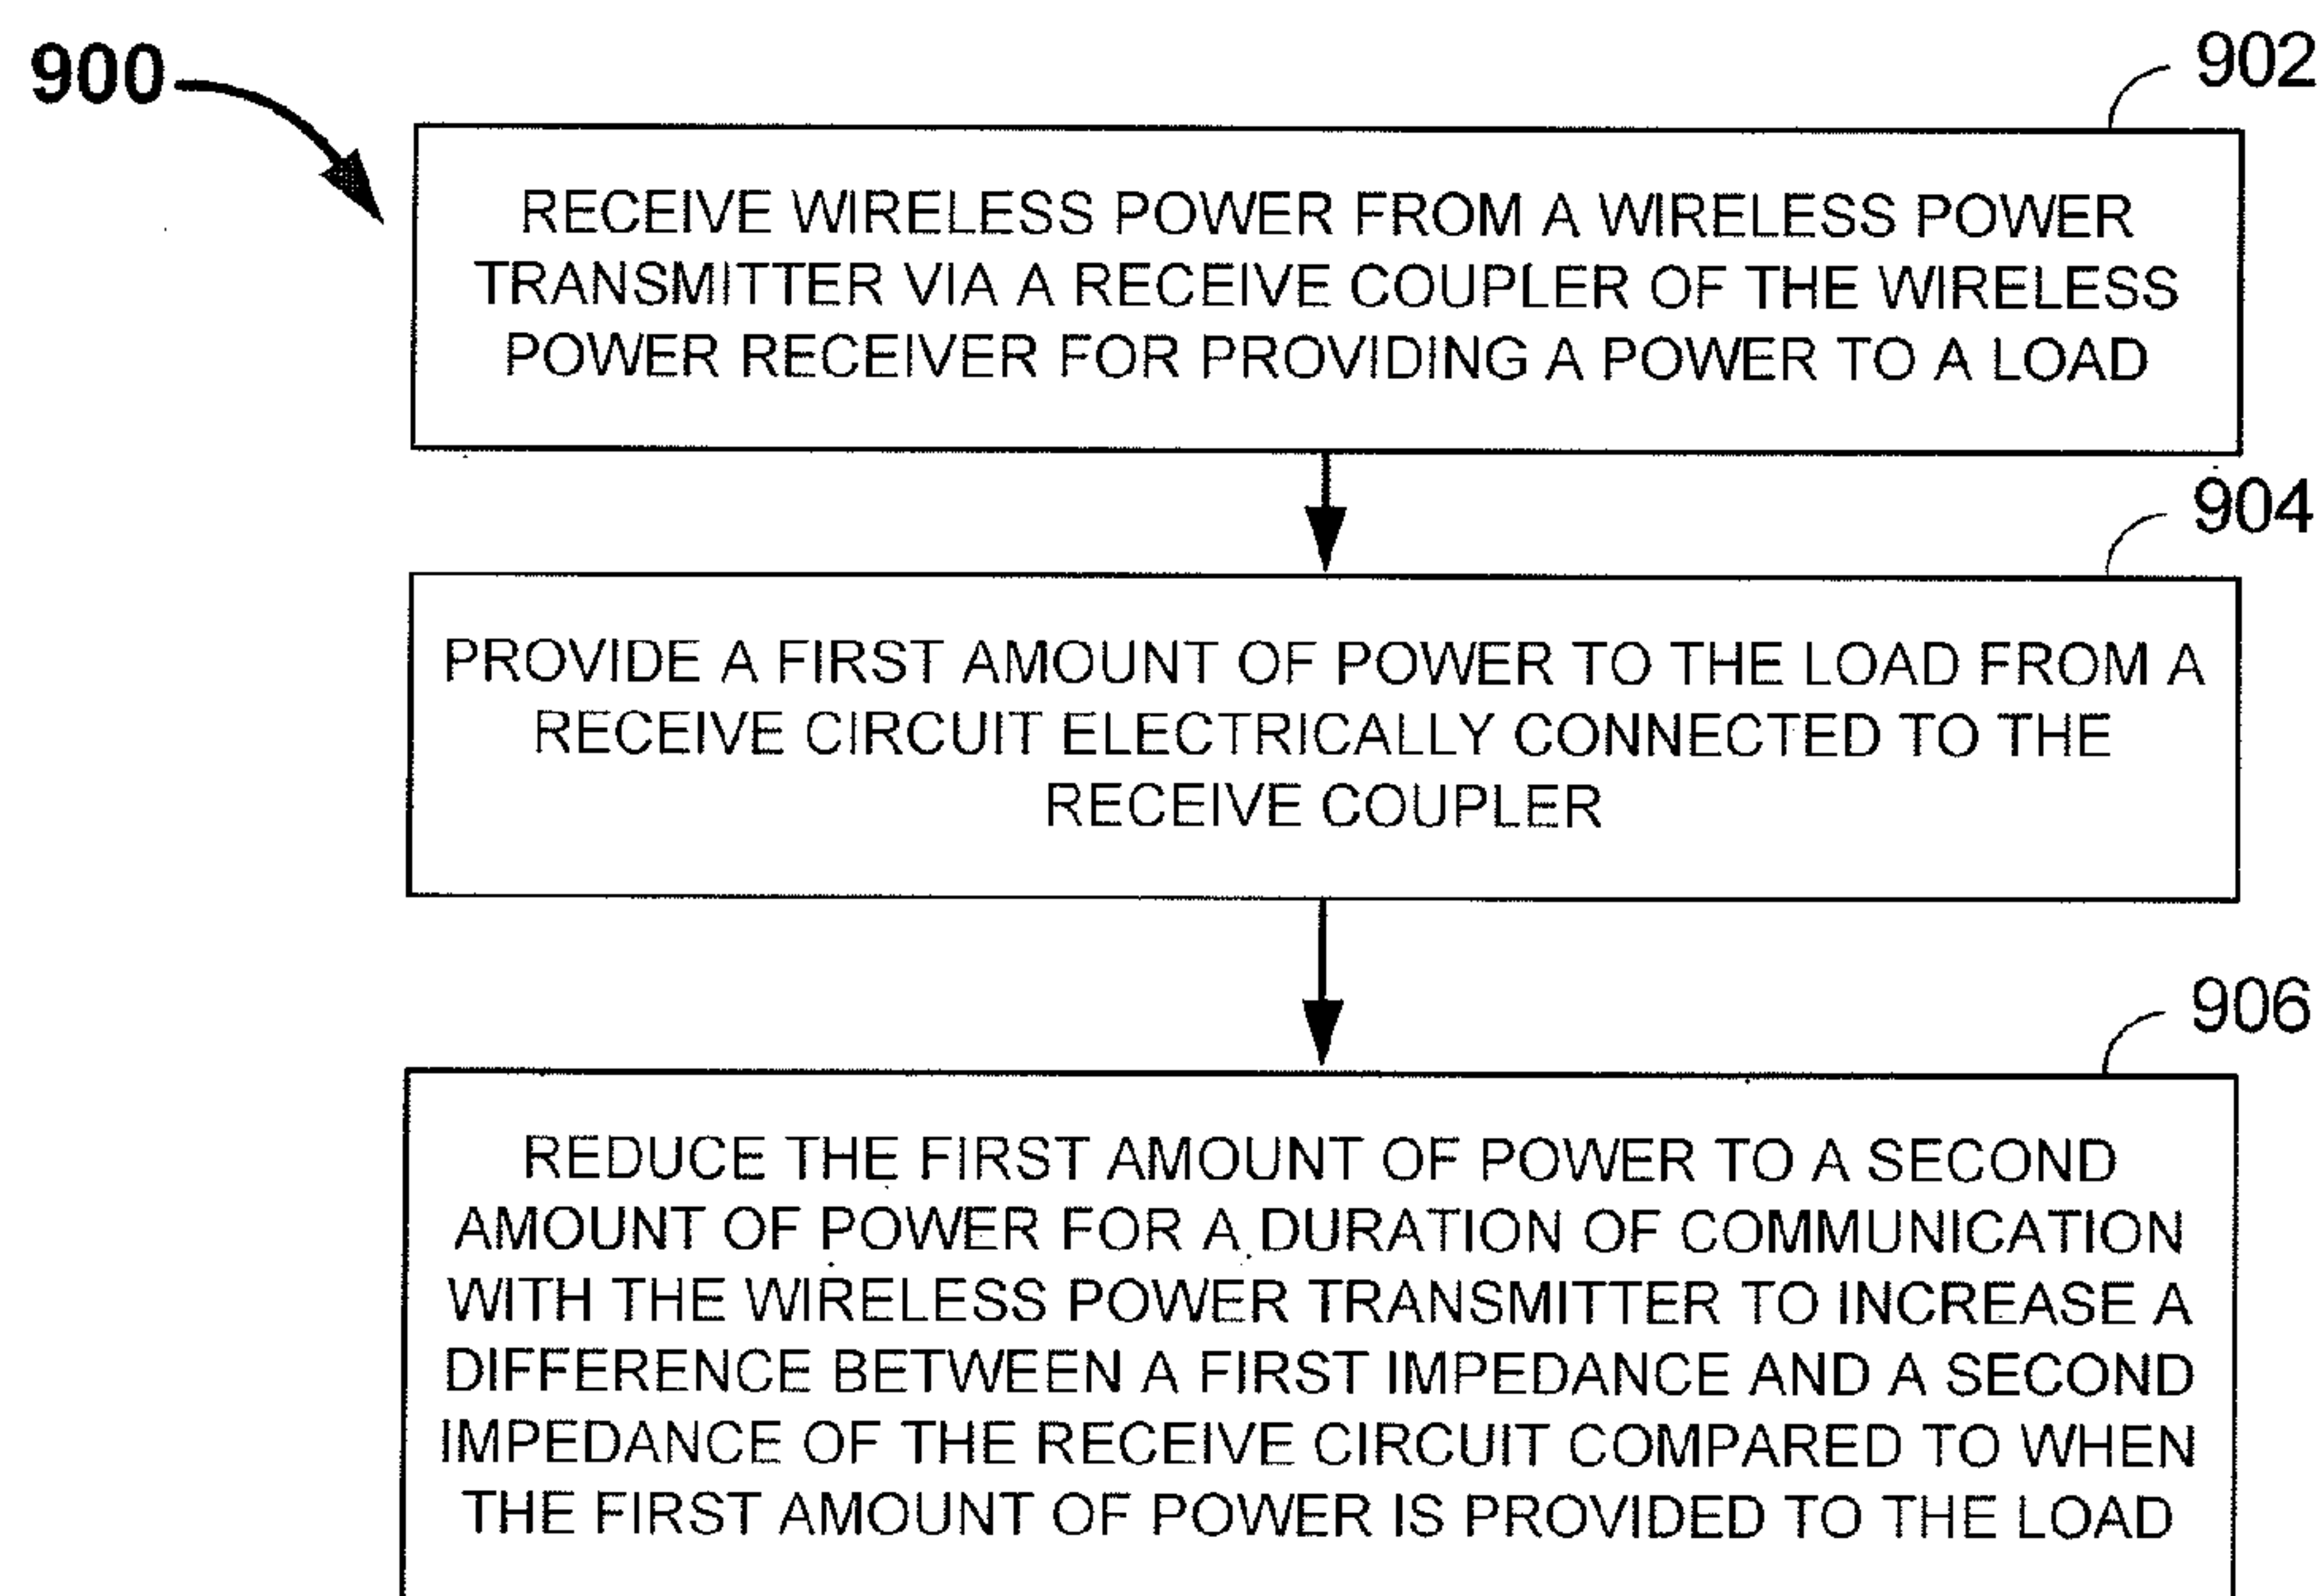 900
902
RECEIVE WIRELESS POWER FROM A WIRELESS POWER
TRANSMITTER VIA A RECEIVE COUPLER OF THE WIRELESS
POWER RECEIVER FOR PROVIDING A POWER TO A LOAD
904
PROVIDE A FIRST AMOUNT OF POWER TO THE LOAD FROM A
RECEIVE CIRCUIT ELECTRICALLY CONNECTED TO THE
RECEIVE COUPLER
906
REDUCE THE FIRST AMOUNT OF POWER TO A SECOND
AMOUNT OF POWER FOR A DURATION OF COMMUNICATION
WITH THE WIRELESS POWER TRANSMITTER TO INCREASE A
DIFFERENCE BETWEEN A FIRST IMPEDANCE AND A SECOND
IMPEDANCE OF THE RECEIVE CIRCUIT COMPARED TO WHEN
THE FIRST AMOUNT OF POWER IS PROVIDED TO THE LOAD